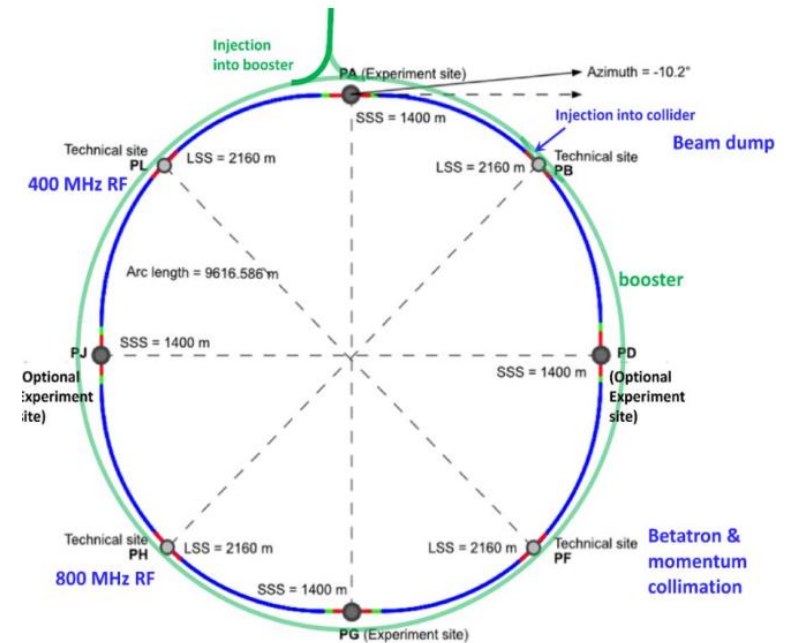 Injection
into booster
PA (Experiment site)
Azimuth = -10.2°
SSS = 1400 m
Injection into collider
Beam dump
Technical site
PL
LSS = 2160 m
LSS = 2160 m
Technical site
PB
400 MHz RF
Arc length = 9616.586 m
booster
SSS = 1400 m
PJ
PD
SSS = 1400 m
Optional
Experiment
site)
(Optional
Experiment
site)
Technical site
PH
LSS = 2160 m
LSS = 2160 m
Technical site
PF
Betatron &
momentum
collimation
800 MHz RF
SSS = 1400 m
PG (Experiment site)